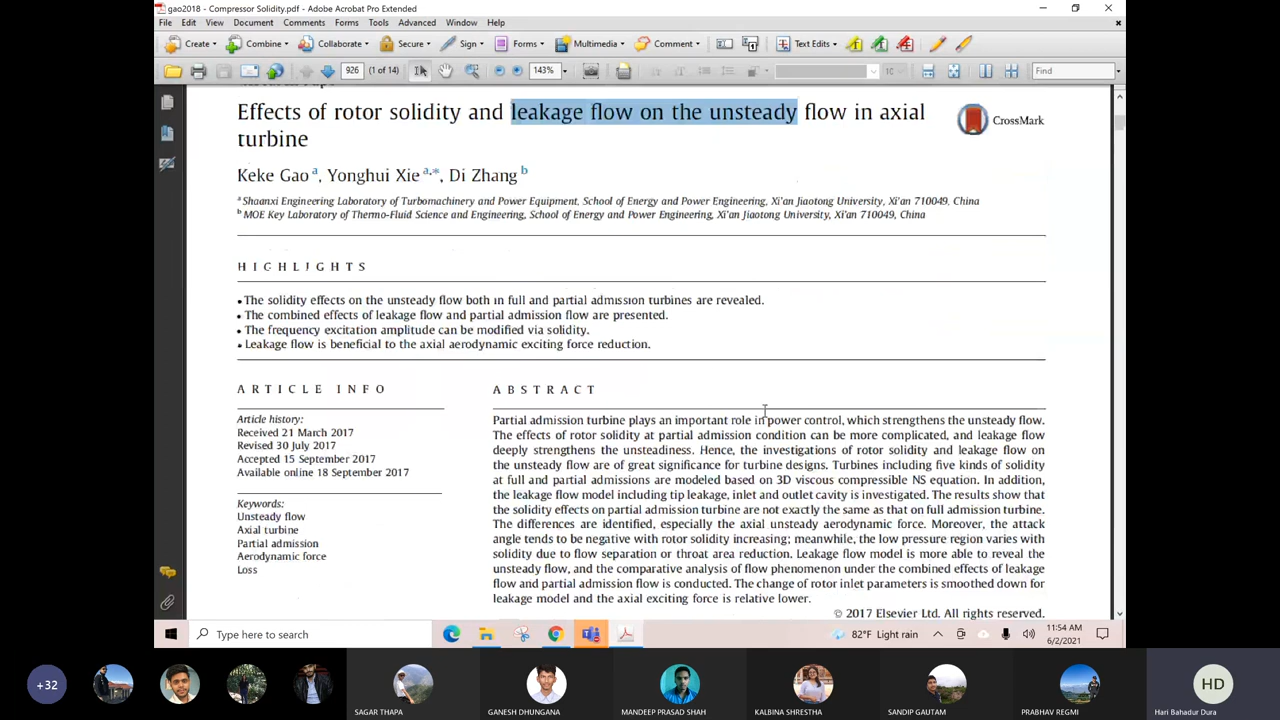 gao2018 - Compressor Solidity.pdf - Adobe Acrobat Pro Extended
File Edit View Document Comments Forms Tools Advanced Window Help
Create Combine Collaborate Secure Sign Forms Multimedia Comment Text Edits
926 (1 of 14) 143% Find
Effects of rotor solidity and leakage flow on the unsteady flow in axial
turbine
CrossMark
Keke Gao a, Yonghui Xie a,*, Di Zhang b
a Shaanxi Engineering Laboratory of Turbomachinery and Power Equipment, School of Energy and Power Engineering, Xi'an Jiaotong University, Xi'an 710049, China
b MOE Key Laboratory of Thermo-Fluid Science and Engineering, School of Energy and Power Engineering, Xi'an Jiaotong University, Xi'an 710049, China
HIGHLIGHTS
• The solidity effects on the unsteady flow both in full and partial admission turbines are revealed.
• The combined effects of leakage flow and partial admission flow are presented.
• The frequency excitation amplitude can be modified via solidity.
• Leakage flow is beneficial to the axial aerodynamic exciting force reduction.
ARTICLE INFO
Article history:
Received 21 March 2017
Revised 30 July 2017
Accepted 15 September 2017
Available online 18 September 2017
Keywords:
Unsteady flow
Axial turbine
Partial admission
Aerodynamic force
Loss
ABSTRACT
Partial admission turbine plays an important role in power control, which strengthens the unsteady flow.
The effects of rotor solidity at partial admission condition can be more complicated, and leakage flow
deeply strengthens the unsteadiness. Hence, the investigations of rotor solidity and leakage flow on
the unsteady flow are of great significance for turbine designs. Turbines including five kinds of solidity
at full and partial admissions are modeled based on 3D viscous compressible NS equation. In addition,
the leakage flow model including tip leakage, inlet and outlet cavity is investigated. The results show that
the solidity effects on partial admission turbine are not exactly the same as that on full admission turbine.
The differences are identified, especially the axial unsteady aerodynamic force. Moreover, the attack
angle tends to be negative with rotor solidity increasing; meanwhile, the low pressure region varies with
solidity due to flow separation or throat area reduction. Leakage flow model is more able to reveal the
unsteady flow, and the comparative analysis of flow phenomenon under the combined effects of leakage
flow and partial admission flow is conducted. The change of rotor inlet parameters is smoothed down for
leakage model and the axial exciting force is relative lower.
© 2017 Elsevier Ltd. All rights reserved.
Type here to search
82°F Light rain
11:54 AM
6/2/2021
+32
HD
SAGAR THAPA GANESH DHUNGANA MANDEEP PRASAD SHAH KALBINA SHRESTHA SANDIP GAUTAM PRABHAV REGMI Hari Bahadur Dura